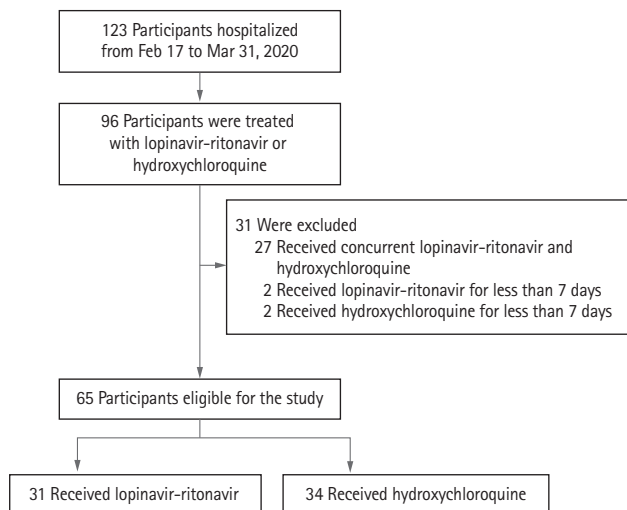 123 Participants hospitalized
from Feb 17 to Mar 31, 2020
96 Participants were treated
with lopinavir-ritonavir or
hydroxychloroquine
31 Were excluded
27 Received concurrent lopinavir-ritonavir and
hydroxychloroquine
2 Received lopinavir-ritonavir for less than 7 days
2 Received hydroxychloroquine for less than 7 days
65 Participants eligible for the study
31 Received lopinavir-ritonavir
34 Received hydroxychloroquine